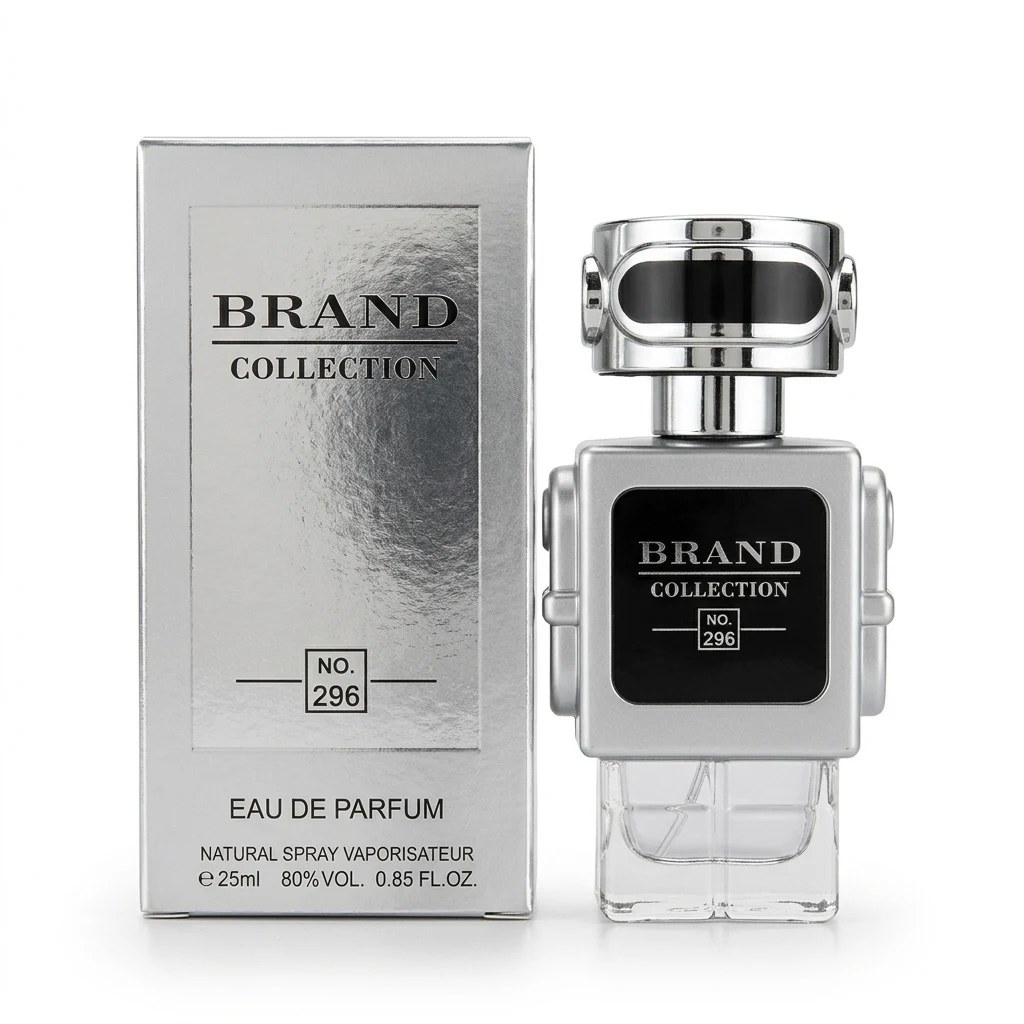 BRAND
COLLECTION
NO.
296
EAU DE PARFUM
NATURAL SPRAY VAPORISATEUR
℮25ml 80%VOL. 0.85 FL.OZ.
BRAND
COLLECTION
NO.
296